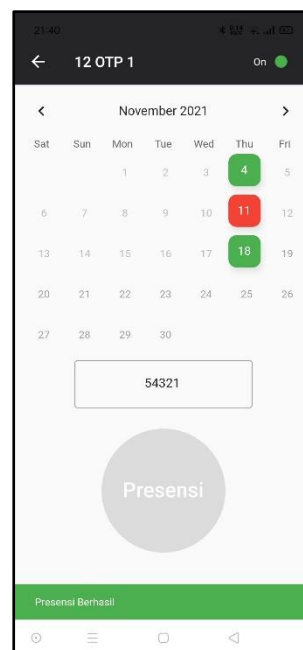 21:40
12 OTP 1 On
November 2021
Sat Sun Mon Tue Wed Thu Fri
1 2 3 4 5
6 7 8 9 10 11 12
13 14 15 16 17 18 19
20 21 22 23 24 25 26
27 28 29 30
54321
Presensi
Presensi Berhasil